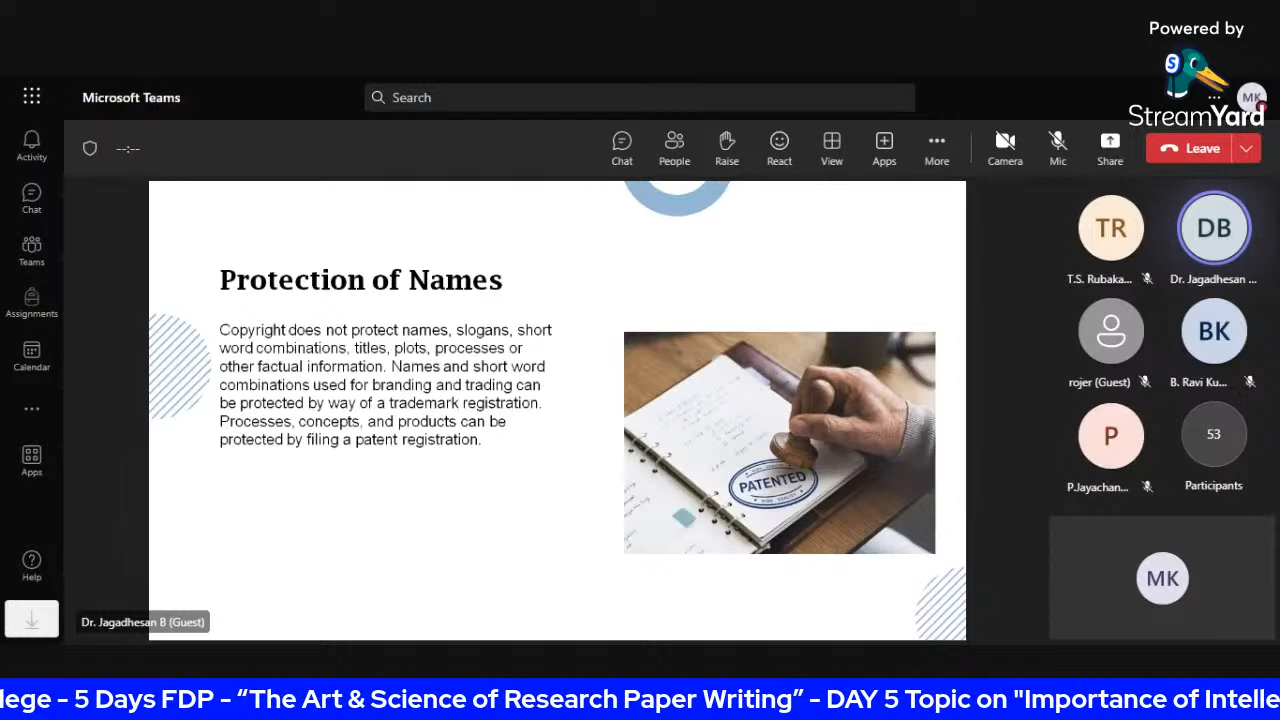 Powered by
StreamYard
Microsoft Teams
Search
MK
Activity
Chat
Teams
Assignments
Calendar
Apps
Help
--:--
Chat
People
Raise
React
View
Apps
More
Camera
Mic
Share
Leave
Protection of Names
Copyright does not protect names, slogans, short
word combinations, titles, plots, processes or
other factual information. Names and short word
combinations used for branding and trading can
be protected by way of a trademark registration.
Processes, concepts, and products can be
protected by filing a patent registration.
PATENTED
TR
T.S. Rubaka...
DB
Dr. Jagadhesan ...
rojer (Guest)
BK
B. Ravi Ku...
P
P.Jayachan...
53
Participants
MK
Dr. Jagadhesan B (Guest)
lege - 5 Days FDP - “The Art & Science of Research Paper Writing” - DAY 5 Topic on "Importance of Intelle